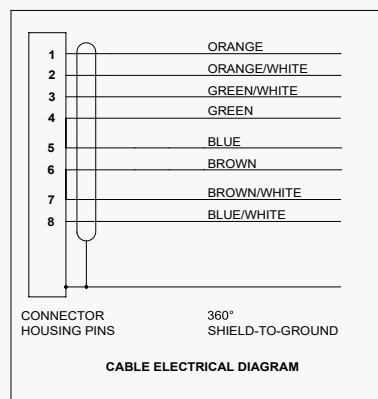 1 ORANGE
2 ORANGE/WHITE
3 GREEN/WHITE
4 GREEN
5 BLUE
6 BROWN
7 BROWN/WHITE
8 BLUE/WHITE
CONNECTOR
HOUSING PINS
360°
SHIELD-TO-GROUND
CABLE ELECTRICAL DIAGRAM